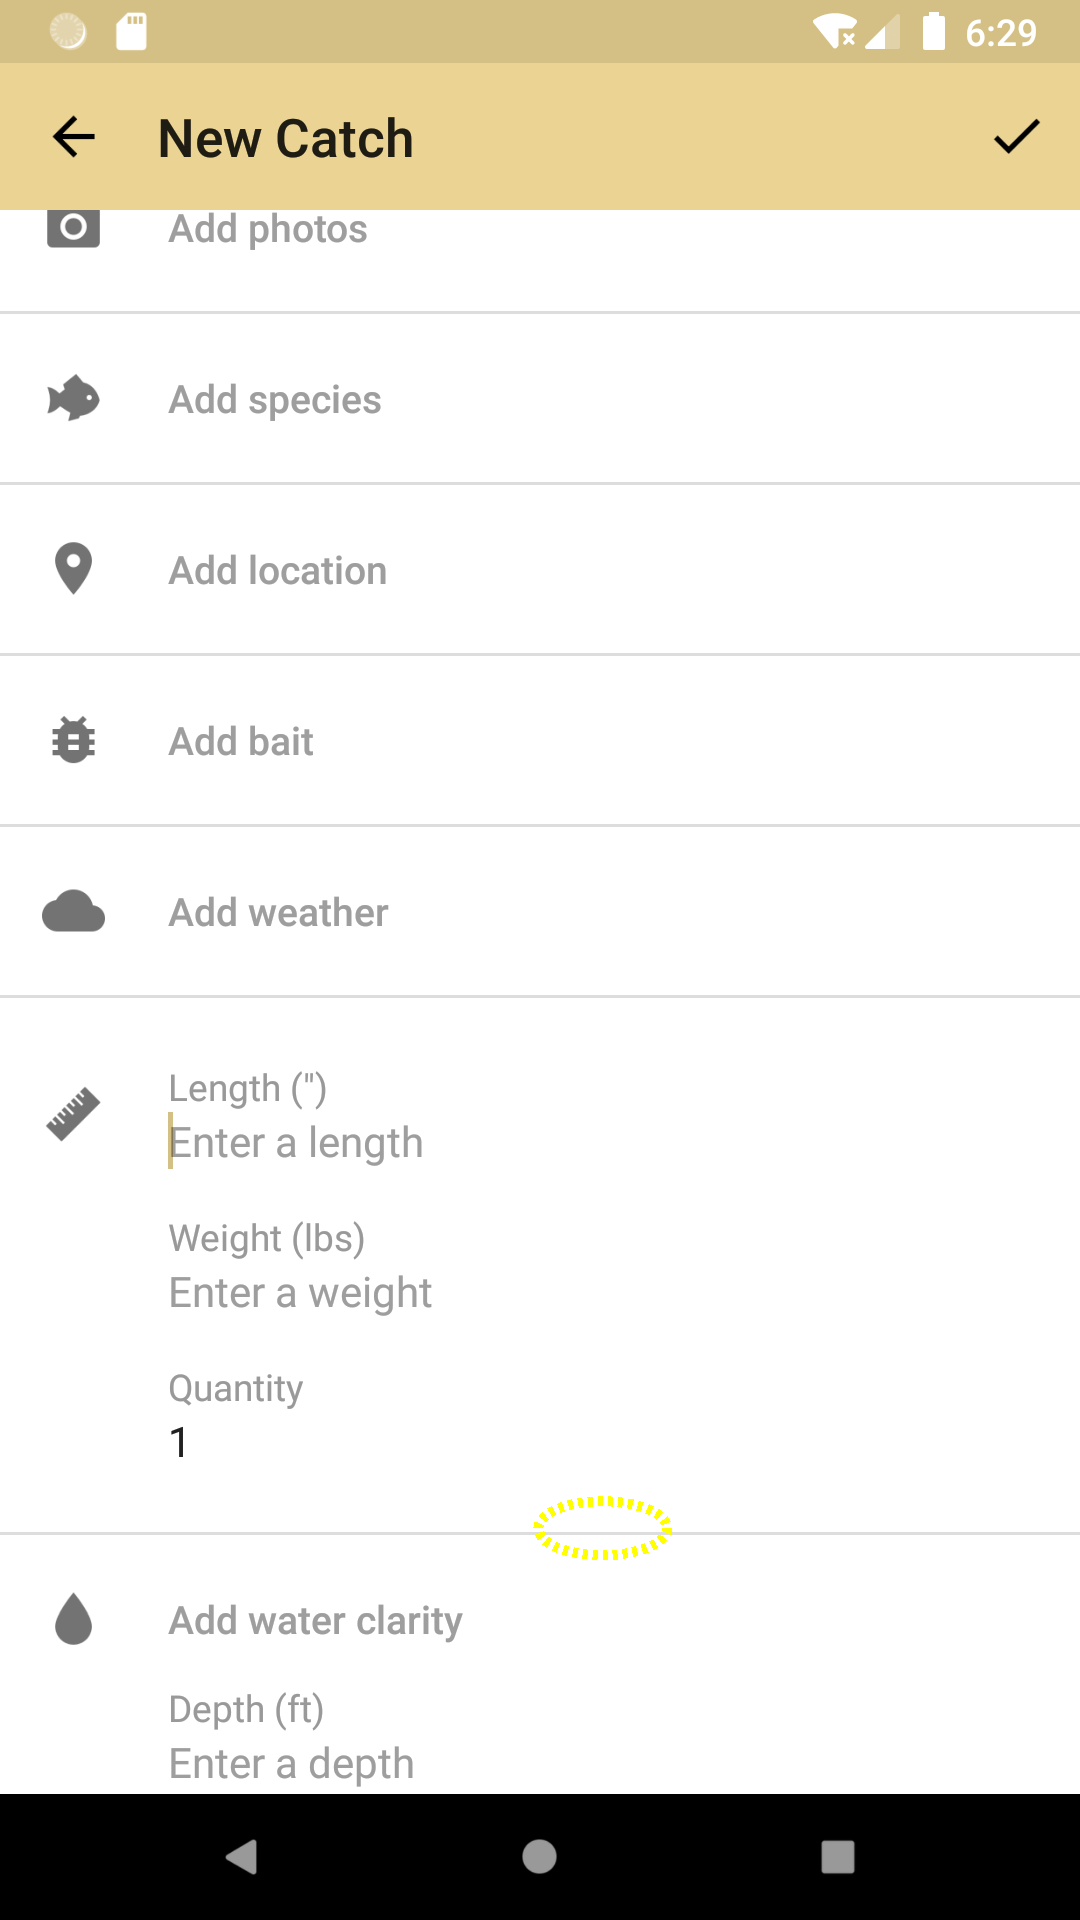 6:29
New Catch
Add photos
Add species
Add location
Add bait
Add weather
Length (")
Enter a length
Weight (lbs)
Enter a weight
Quantity
1
Add water clarity
Depth (ft)
Enter a depth